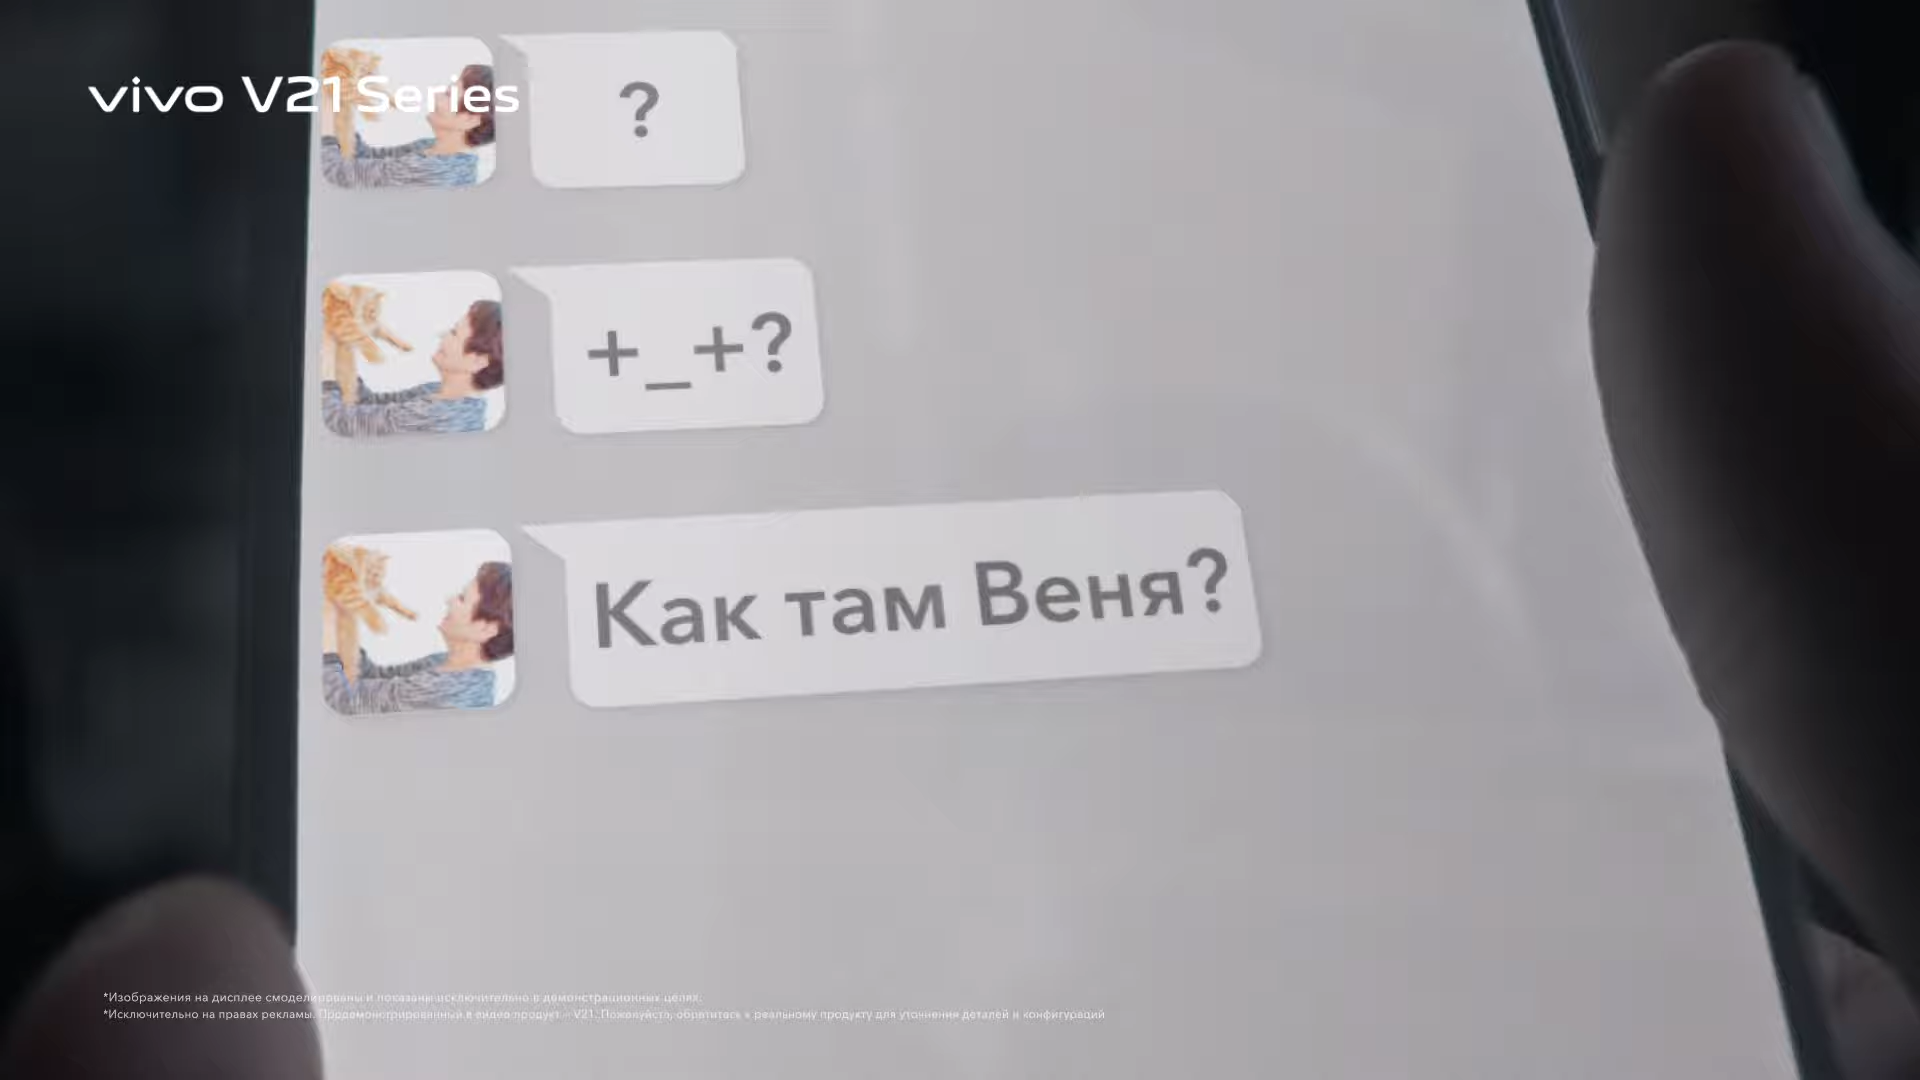 vivo V21 Series
?
+_+?
Как там Веня?
*Изображения на дисплее смоделированы и показаны исключительно в демонстрационных целях.
*Исключительно на правах рекламы. Продемонстрированный в видео продукт – V21. Пожалуйста, обратитесь к реальному продукту для уточнения деталей и конфигураций